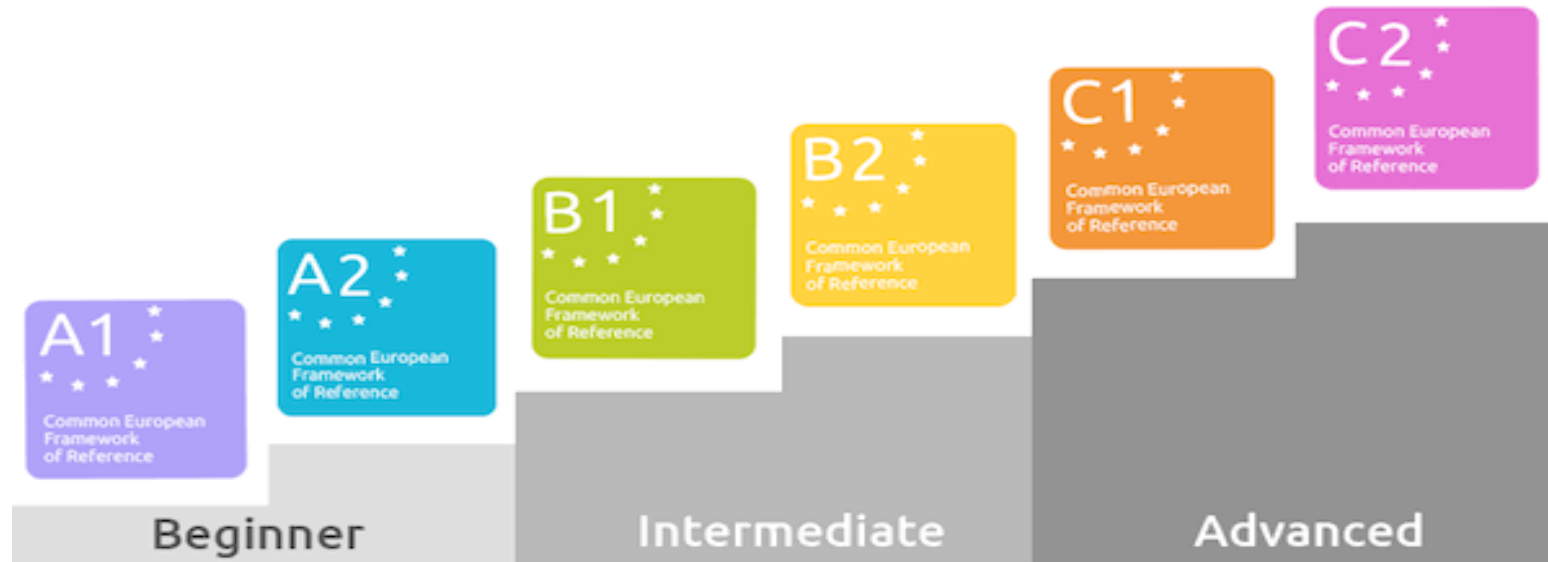 A1
Common European
Framework
of Reference
A2
Common European
Framework
of Reference
B1
Common European
Framework
of Reference
B2
Common European
Framework
of Reference
C1
Common European
Framework
of Reference
C2
Common European
Framework
of Reference
Beginner
Intermediate
Advanced